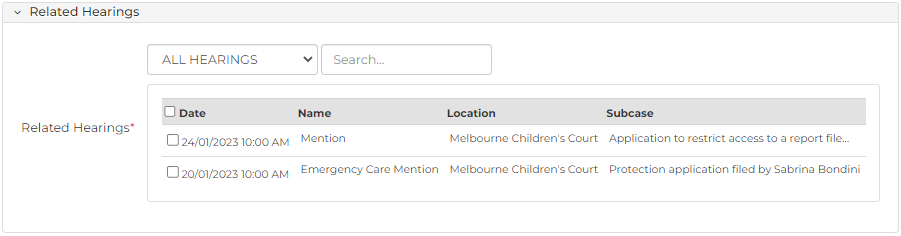 Related Hearings
ALL HEARINGS Search...
Related Hearings*
Date Name Location Subcase
24/01/2023 10:00 AM Mention Melbourne Children's Court Application to restrict access to a report file...
20/01/2023 10:00 AM Emergency Care Mention Melbourne Children's Court Protection application filed by Sabrina Bondini